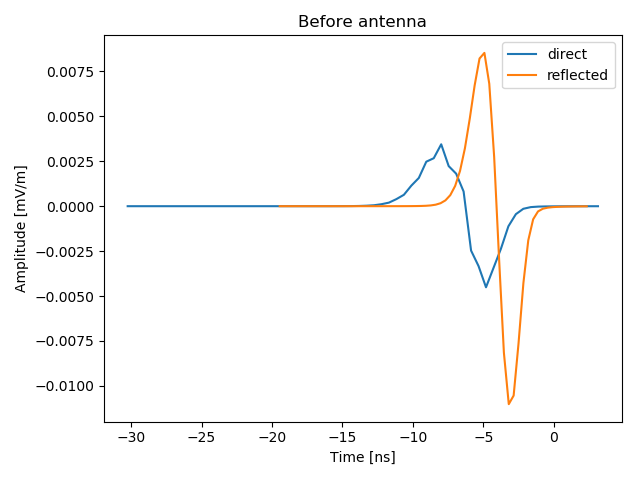 Before antenna
direct
reflected
0.0075
0.0050
0.0025
0.0000
−0.0025
−0.0050
−0.0075
−0.0100
Amplitude [mV/m]
−30 −25 −20 −15 −10 −5 0
Time [ns]